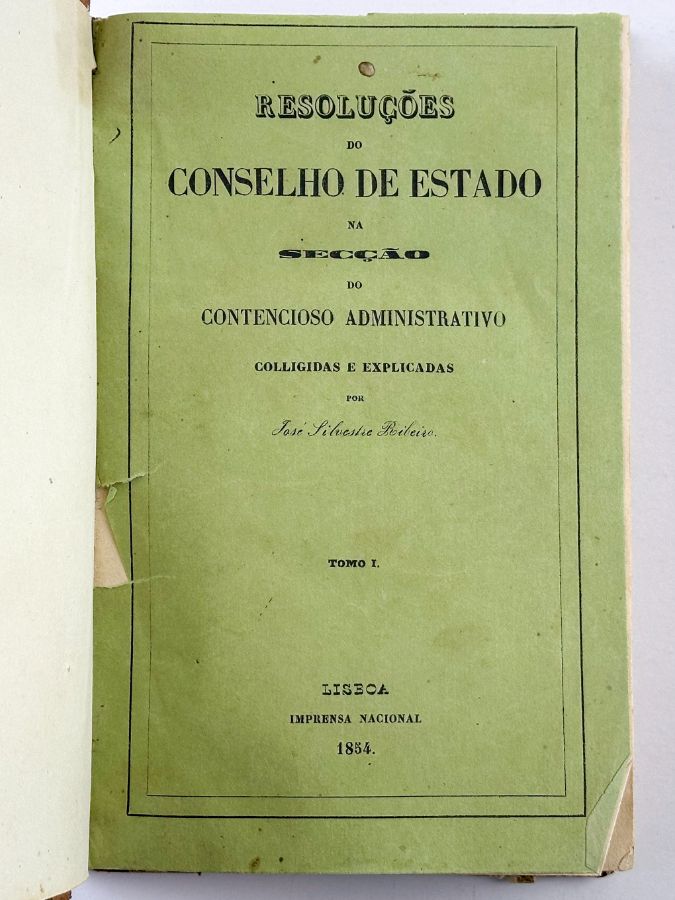 RESOLUÇÕES
DO
CONSELHO DE ESTADO
NA
SECÇÃO
DO
CONTENCIOSO ADMINISTRATIVO
COLLIGIDAS E EXPLICADAS
POR
José Silvestre Ribeiro.
TOMO I.
LISBOA
IMPRENSA NACIONAL
1854.